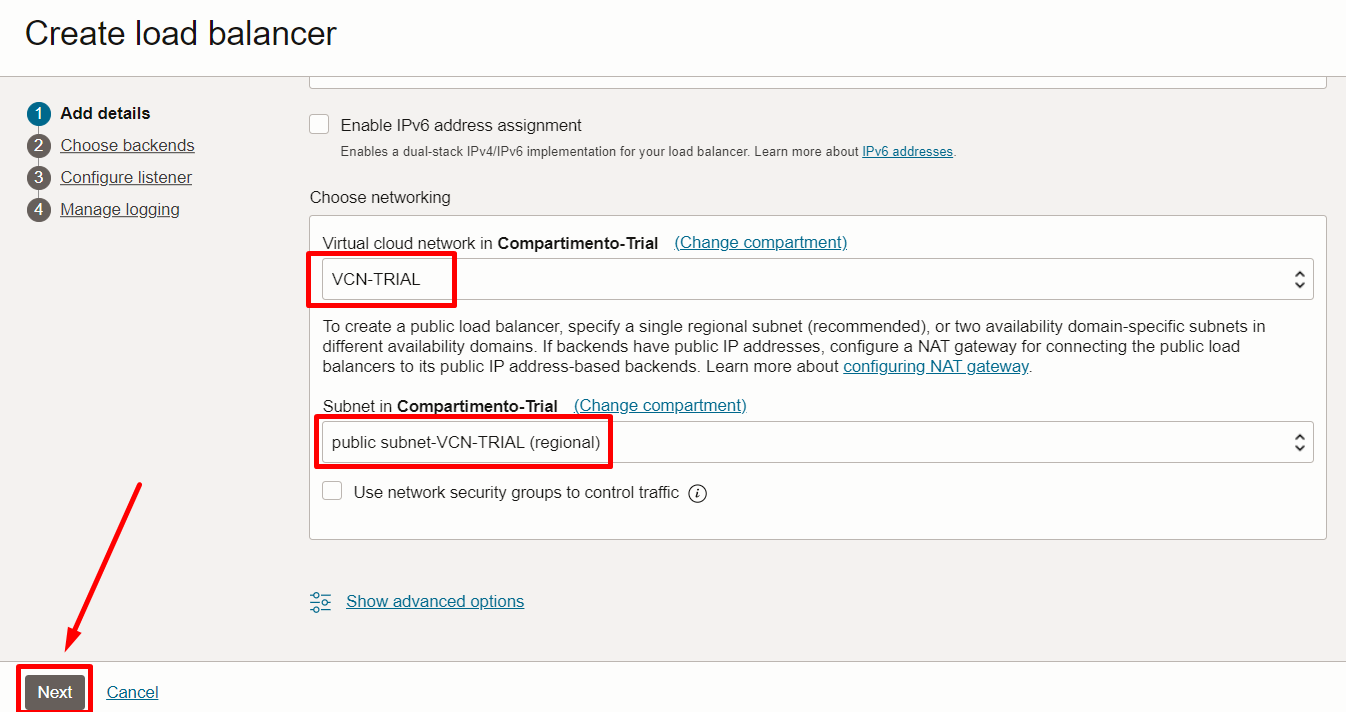 Create load balancer
1 Add details
2 Choose backends
3 Configure listener
4 Manage logging
Enable IPv6 address assignment
Enables a dual-stack IPv4/IPv6 implementation for your load balancer. Learn more about IPv6 addresses.
Choose networking
Virtual cloud network in Compartimento-Trial (Change compartment)
VCN-TRIAL
To create a public load balancer, specify a single regional subnet (recommended), or two availability domain-specific subnets in
different availability domains. If backends have public IP addresses, configure a NAT gateway for connecting the public load
balancers to its public IP address-based backends. Learn more about configuring NAT gateway.
Subnet in Compartimento-Trial (Change compartment)
public subnet-VCN-TRIAL (regional)
Use network security groups to control traffic i
Show advanced options
Next Cancel